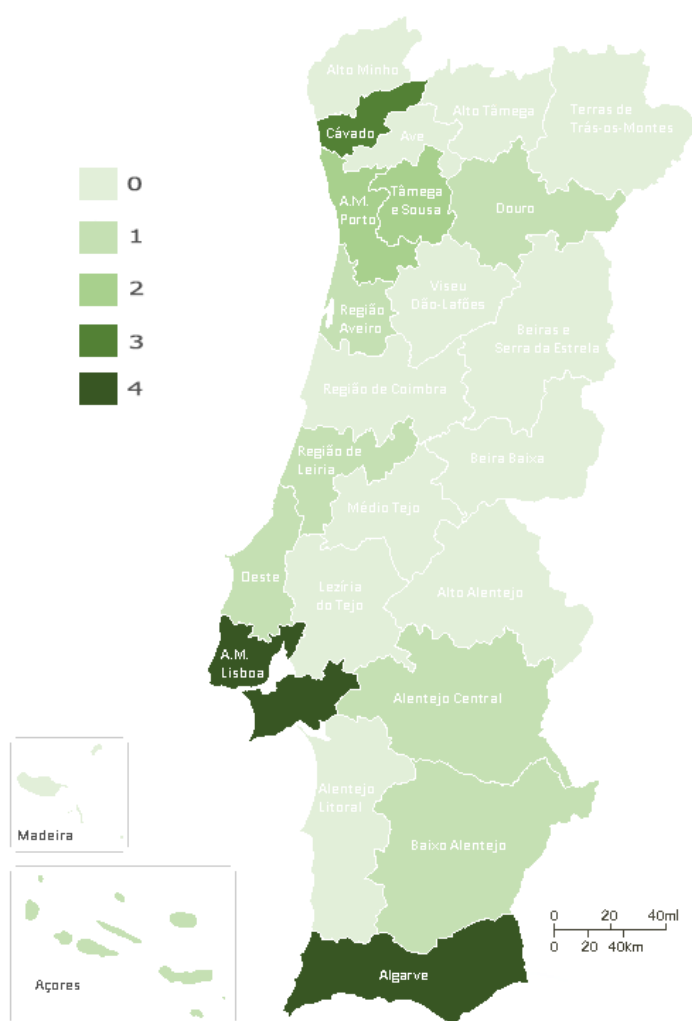 Alto Minho
Alto Tâmega
Terras de
Trás-os-Montes
Cávado
Ave
0
1
2
3
4
A.M.
Porto
Tâmega
e Sousa
Douro
Viseu
Dão-Lafões
Região
Aveiro
Beiras e
Serra da Estrela
Região de Coimbra
Região de
Leiria
Beira Baixa
Médio Tejo
Oeste
Lezíria
do Tejo
Alto Alentejo
A.M.
Lisboa
Alentejo Central
Alentejo
Litoral
Baixo Alentejo
Madeira
Açores
Algarve
0 20 40ml
0 20 40km